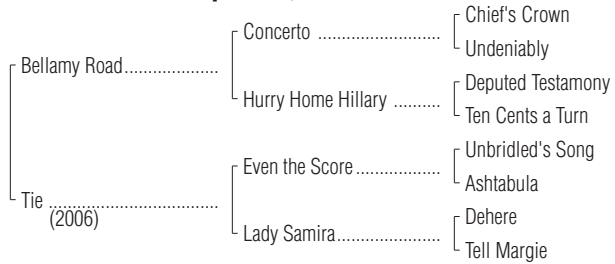 Chief's Crown
Concerto ....................
Undeniably
Bellamy Road....................
Deputed Testamony
Hurry Home Hillary ..........
Ten Cents a Turn
Unbridled's Song
Even the Score..................
Ashtabula
Tie ....................................
(2006)
Dehere
Lady Samira.....................
Tell Margie